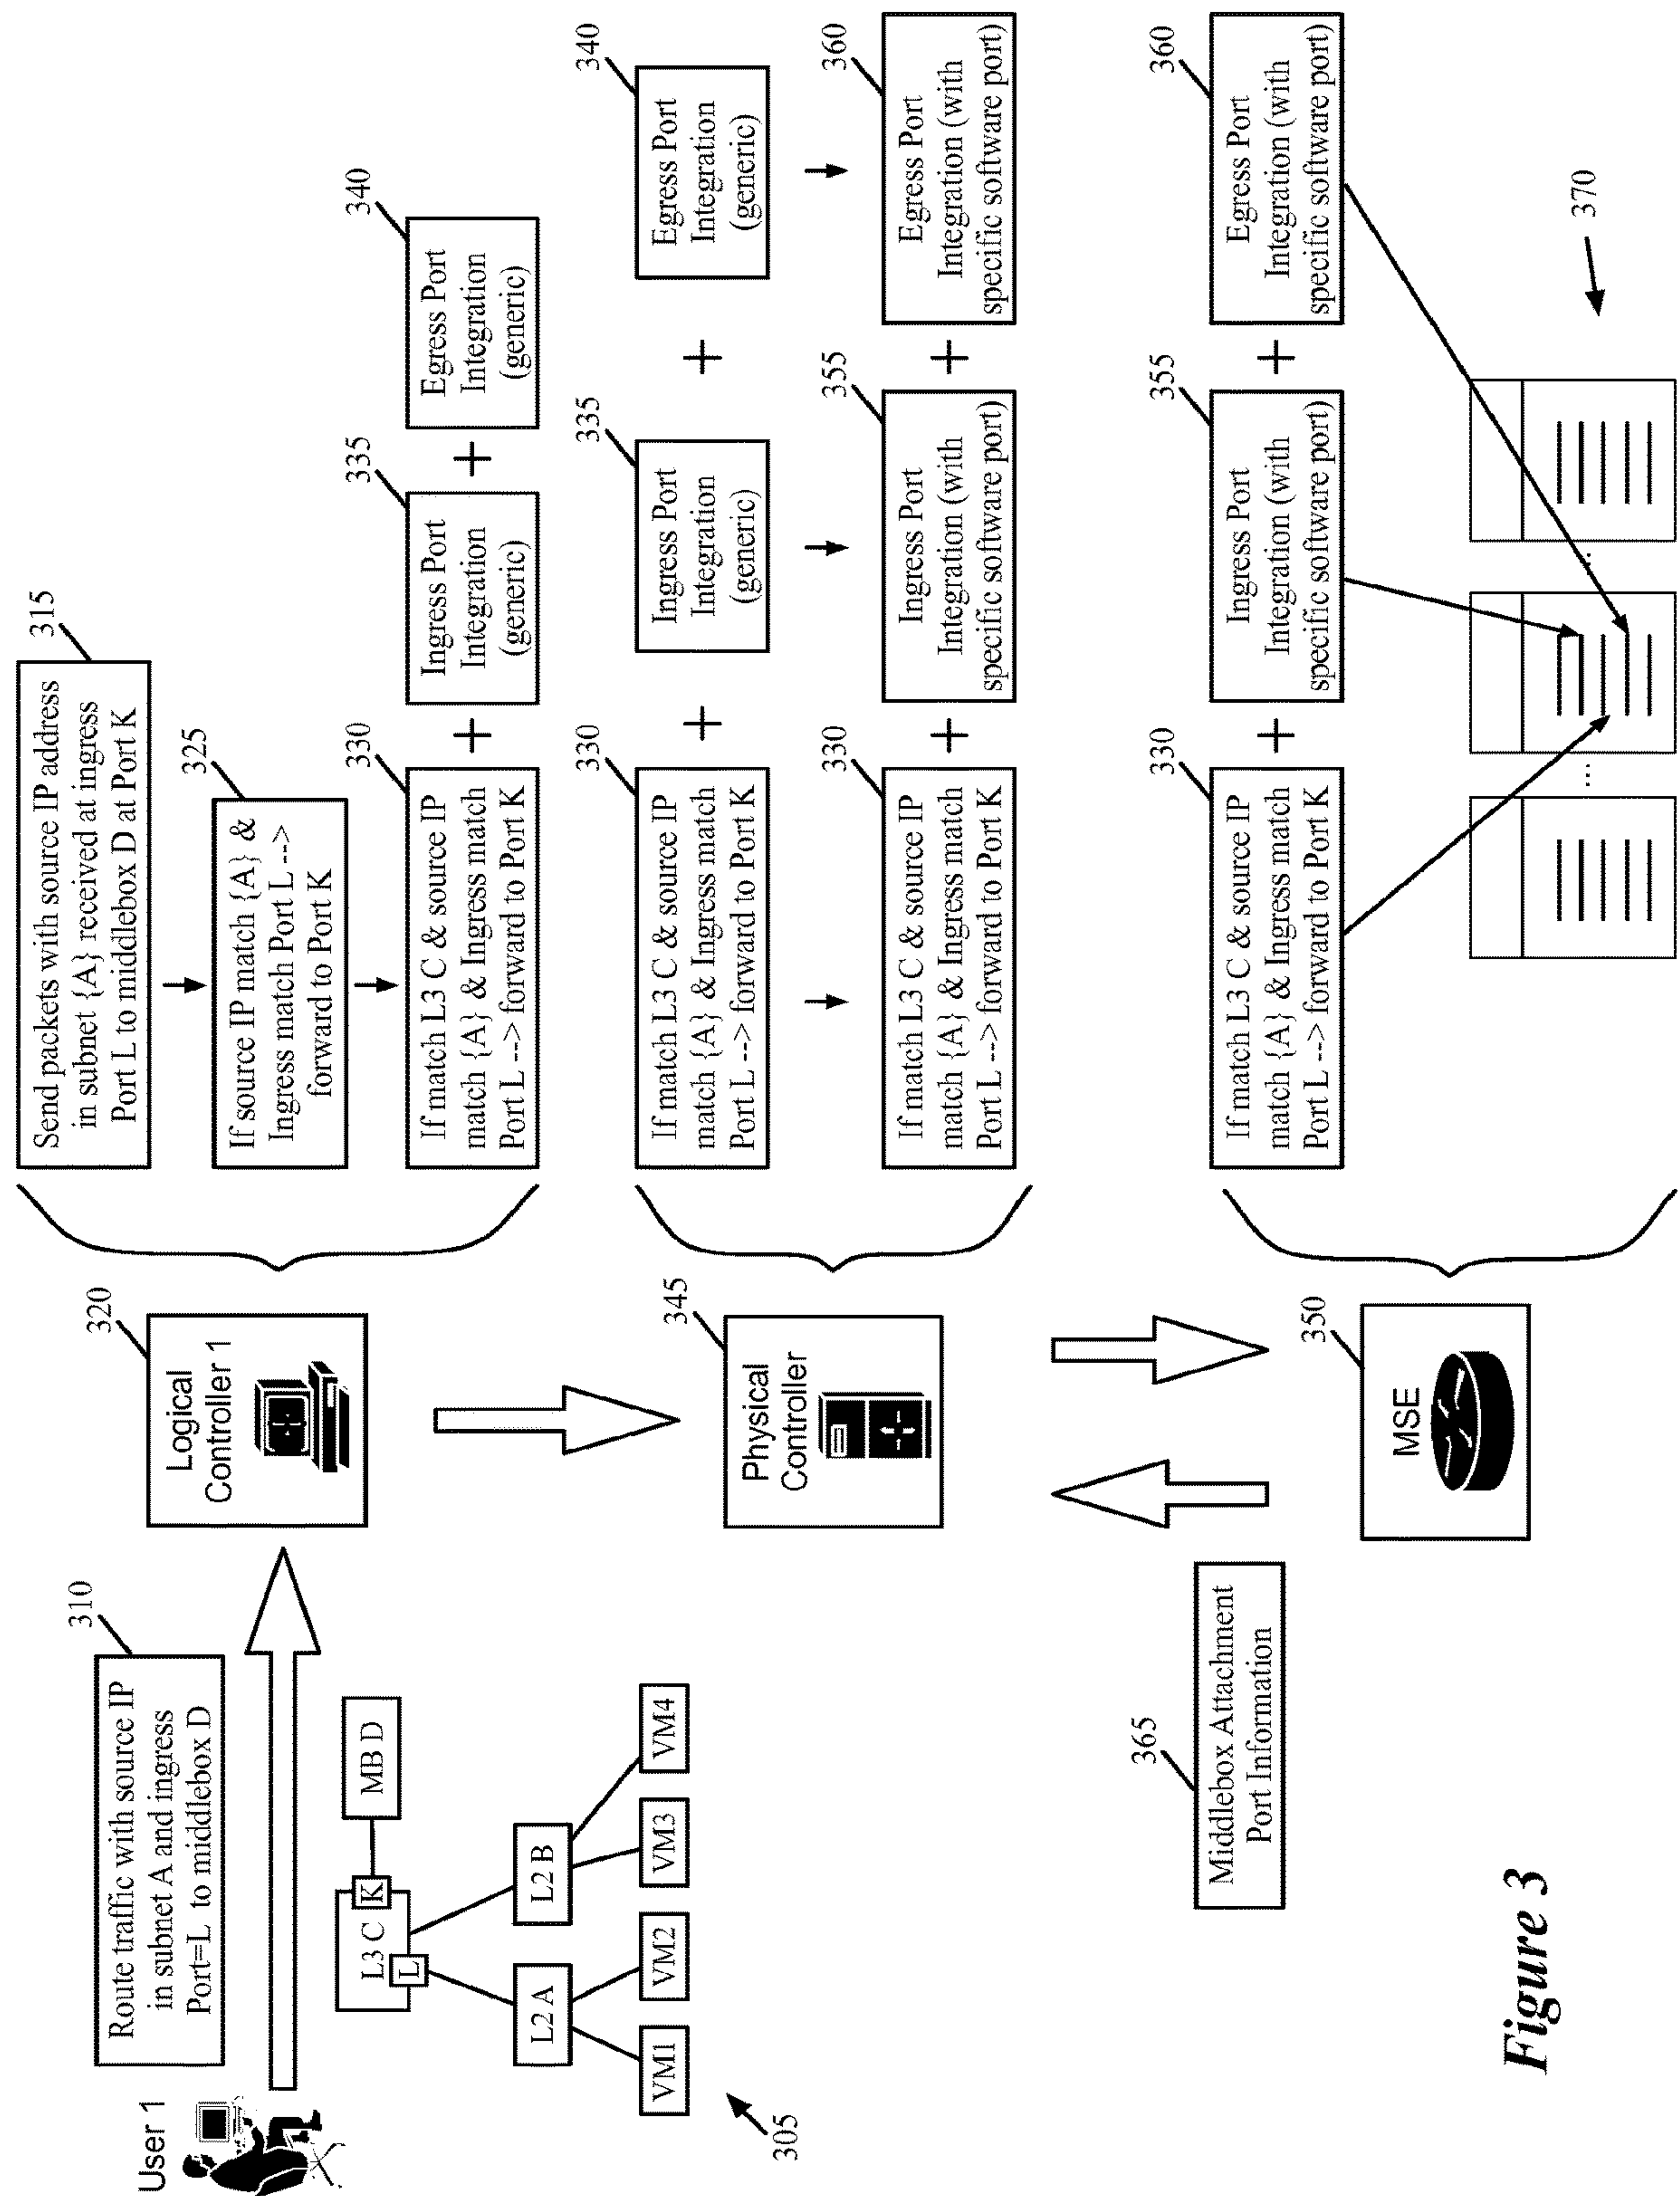 User 1
310
Route traffic with source IP
in subnet A and ingress
Port=L to middlebox D
L3 C
K
L
MB D
L2 A
L2 B
VM1
VM2
VM3
VM4
305
320
Logical
Controller 1
315
Send packets with source IP address
in subnet {A} received at ingress
Port L to middlebox D at Port K
325
If source IP match {A} &
Ingress match Port L -->
forward to Port K
330
If match L3 C & source IP
match {A} & Ingress match
Port L --> forward to Port K
+
335
Ingress Port
Integration
(generic)
+
340
Egress Port
Integration
(generic)
345
Physical
Controller
330
If match L3 C & source IP
match {A} & Ingress match
Port L --> forward to Port K
+
335
Ingress Port
Integration
(generic)
+
340
Egress Port
Integration
(generic)
330
If match L3 C & source IP
match {A} & Ingress match
Port L --> forward to Port K
+
355
Ingress Port
Integration (with
specific software port)
+
360
Egress Port
Integration (with
specific software port)
365
Middlebox Attachment
Port Information
350
MSE
330
If match L3 C & source IP
match {A} & Ingress match
Port L --> forward to Port K
+
355
Ingress Port
Integration (with
specific software port)
+
360
Egress Port
Integration (with
specific software port)
...
...
370
Figure 3